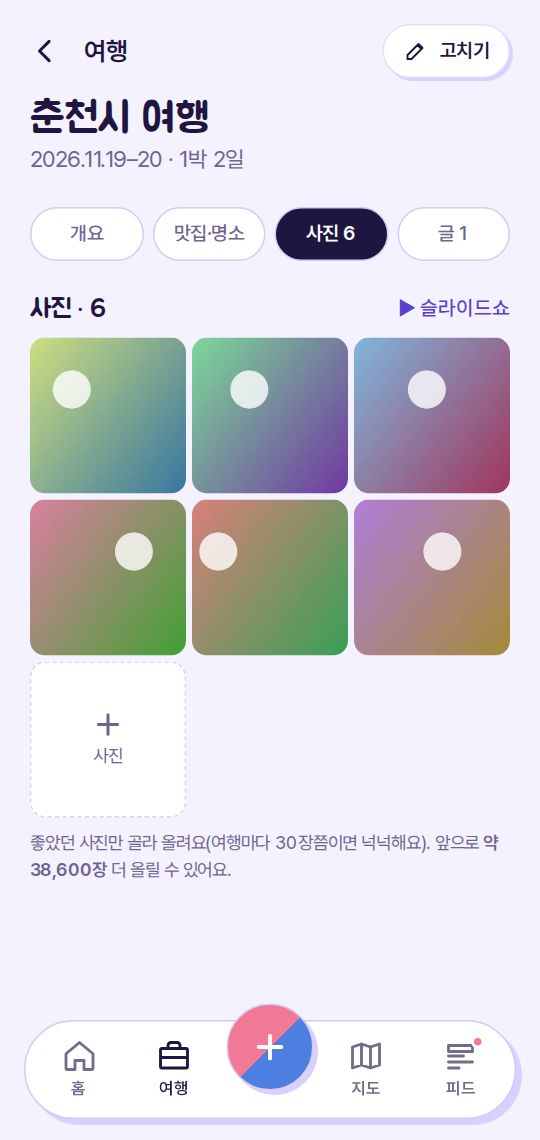 여행
고치기
춘천시 여행
2026.11.19–20 · 1박 2일
개요
맛집·명소
사진 6
글 1
사진 · 6
▶ 슬라이드쇼
+
사진
좋았던 사진만 골라 올려요(여행마다 30장쯤이면 넉넉해요). 앞으로 약
38,600장 더 올릴 수 있어요.
홈
여행
+
지도
피드